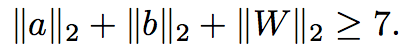 ‖a‖₂ + ‖b‖₂ + ‖W‖₂ ≥ 7.